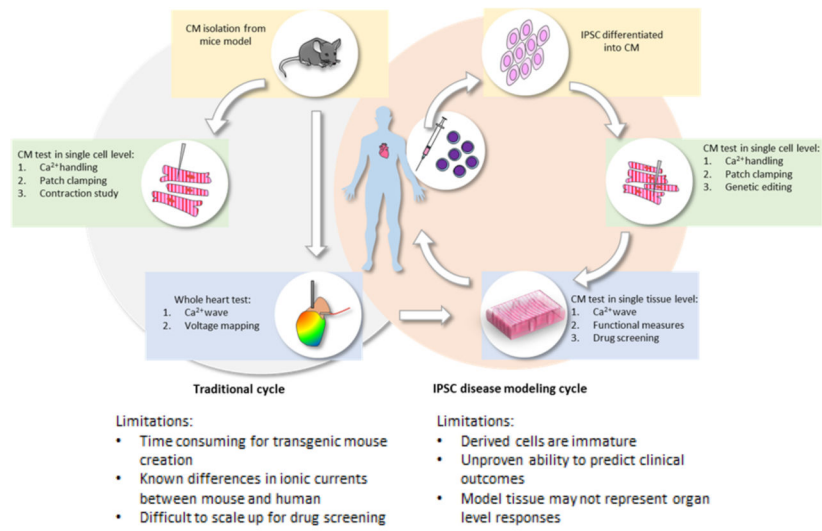 CM isolation from
mice model
IPSC differentiated
into CM
CM test in single cell level:
1. Ca²⁺handling
2. Patch clamping
3. Contraction study
CM test in single cell level:
1. Ca²⁺handling
2. Patch clamping
3. Genetic editing
Whole heart test:
1. Ca²⁺wave
2. Voltage mapping
CM test in single tissue level:
1. Ca²⁺wave
2. Functional measures
3. Drug screening
Traditional cycle
IPSC disease modeling cycle
Limitations:
• Time consuming for transgenic mouse
creation
• Known differences in ionic currents
between mouse and human
• Difficult to scale up for drug screening
Limitations:
• Derived cells are immature
• Unproven ability to predict clinical
outcomes
• Model tissue may not represent organ
level responses